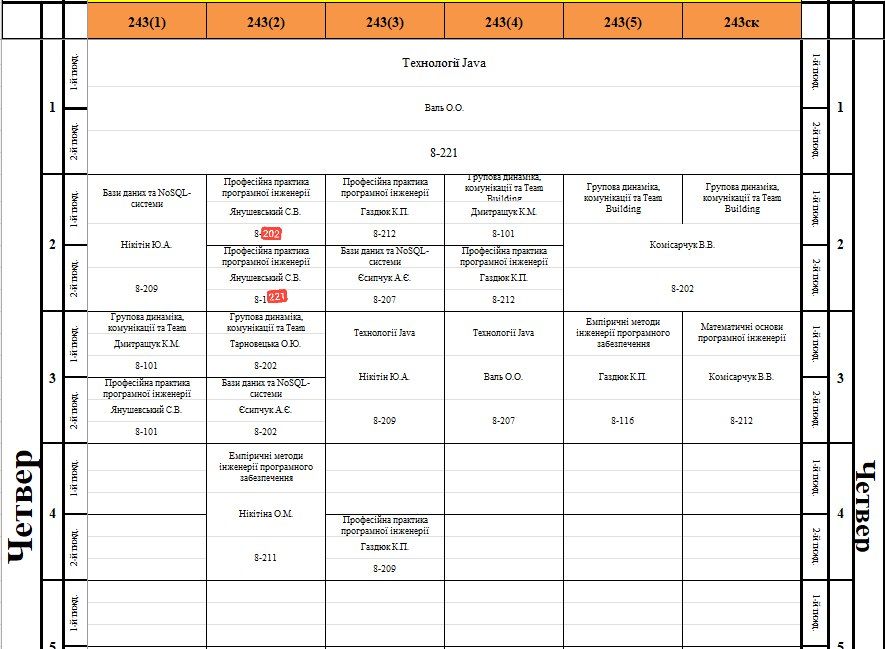 243(1) 243(2) 243(3) 243(4) 243(5) 243ск
Четвер
1
1-й тижд.
2-й тижд.
Технології Java
Валь О.О.
8-221
1-й тижд.
2-й тижд.
1
2
1-й тижд.
2-й тижд.
Бази даних та NoSQL-
системи
Нікітін Ю.А.
8-209
Професійна практика
програмної інженерії
Янушевський С.В.
8-202
Професійна практика
програмної інженерії
Янушевський С.В.
8-1 221
Професійна практика
програмної інженерії
Газдюк К.П.
8-212
Бази даних та NoSQL-
системи
Єсипчук А.Є.
8-207
Групова динаміка,
комунікації та Team
Building
Дмитращук К.М.
8-101
Професійна практика
програмної інженерії
Газдюк К.П.
8-212
Групова динаміка,
комунікації та Team
Building
Групова динаміка,
комунікації та Team
Building
Комісарчук В.В.
8-202
1-й тижд.
2-й тижд.
2
3
1-й тижд.
2-й тижд.
Групова динаміка,
комунікації та Team
Дмитращук К.М.
8-101
Професійна практика
програмної інженерії
Янушевський С.В.
8-101
Групова динаміка,
комунікації та Team
Тарновецька О.Ю.
8-202
Бази даних та NoSQL-
системи
Єсипчук А.Є.
8-202
Технології Java
Нікітін Ю.А.
8-209
Технології Java
Валь О.О.
8-207
Емпіричні методи
інженерії програмного
забезпечення
Газдюк К.П.
8-116
Математичні основи
програмної інженерії
Комісарчук В.В.
8-212
1-й тижд.
2-й тижд.
3
4
1-й тижд.
2-й тижд.
Емпіричні методи
інженерії програмного
забезпечення
Нікітіна О.М.
8-211
Професійна практика
програмної інженерії
Газдюк К.П.
8-209
1-й тижд.
2-й тижд.
4
Четвер
5
1-й тижд.
1-й тижд.
5